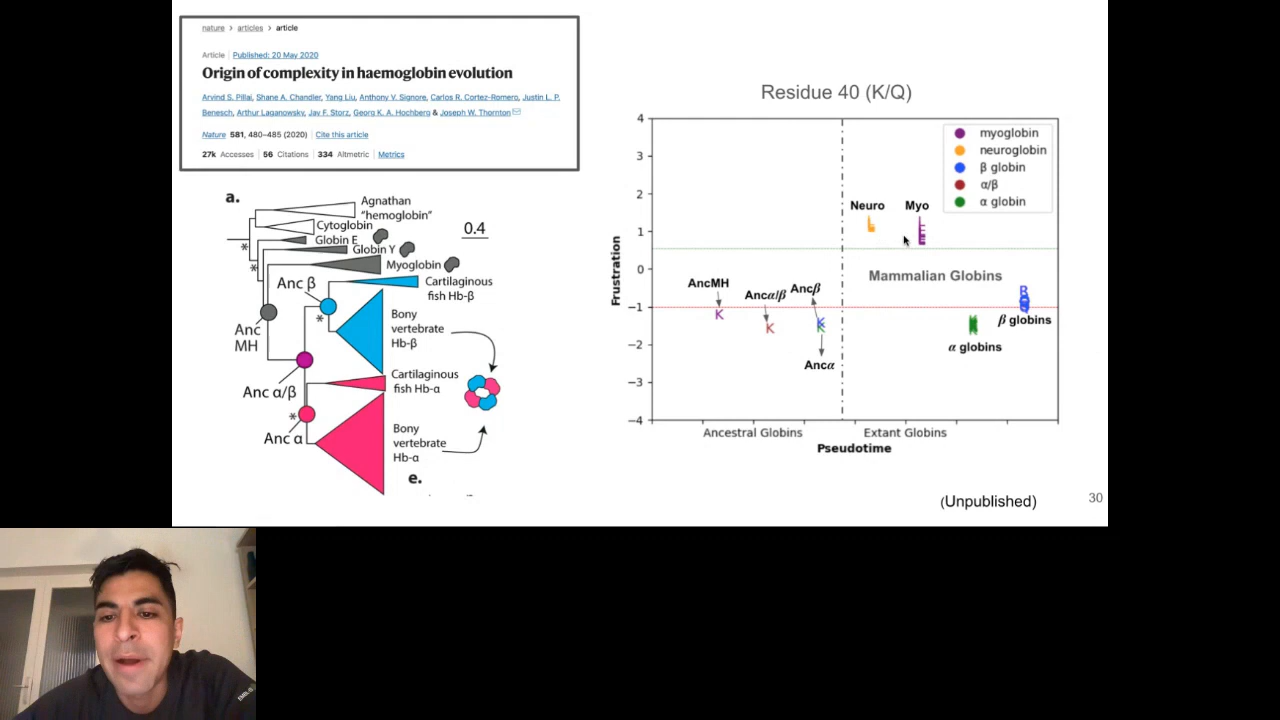 nature > articles > article
Article | Published: 20 May 2020
Origin of complexity in haemoglobin evolution
Arvind S. Pillai, Shane A. Chandler, Yang Liu, Anthony V. Signore, Carlos R. Cortez-Romero, Justin L. P.
Benesch, Arthur Laganowsky, Jay F. Storz, Georg K. A. Hochberg & Joseph W. Thornton
Nature 581, 480–485 (2020) | Cite this article
27k Accesses | 56 Citations | 334 Altmetric | Metrics
a.
Agnathan
"hemoglobin"
Cytoglobin
Globin E
Globin Y
Myoglobin
0.4
*
*
Anc β
Cartilaginous
fish Hb-β
*
Anc
MH
Bony
vertebrate
Hb-β
Anc α/β
Cartilaginous
fish Hb-α
*
Anc α
Bony
vertebrate
Hb-α
e.
Residue 40 (K/Q)
4
3
2
1
0
−1
−2
−3
−4
Frustration
myoglobin
neuroglobin
β globin
α/β
α globin
Neuro
Myo
L
L
E
Mammalian Globins
AncMH
K
Ancα/β
K
Ancβ
K
K
Ancα
R
Q
β globins
K
α globins
Ancestral Globins
Extant Globins
Pseudotime
(Unpublished)
30